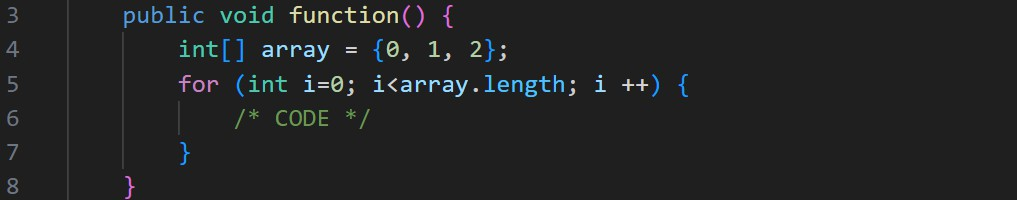 3 public void function() {
4 int[] array = {0, 1, 2};
5 for (int i=0; i<array.length; i ++) {
6 /* CODE */
7 }
8 }